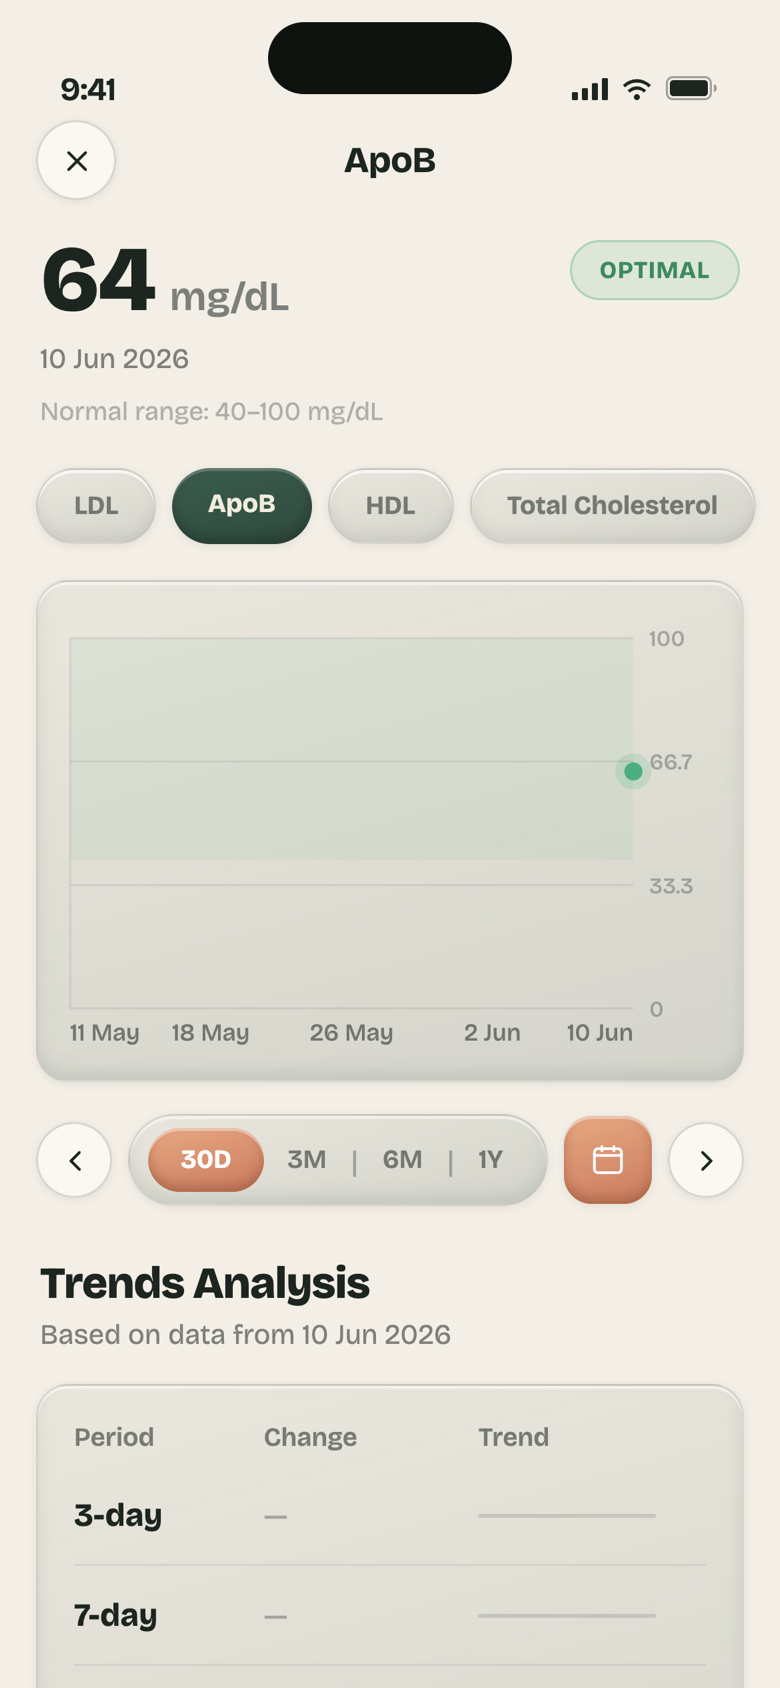 9:41
ApoB
64 mg/dL
OPTIMAL
10 Jun 2026
Normal range: 40–100 mg/dL
LDL
ApoB
HDL
Total Cholesterol
100
66.7
33.3
0
11 May
18 May
26 May
2 Jun
10 Jun
30D
3M
|
6M
|
1Y
Trends Analysis
Based on data from 10 Jun 2026
Period
Change
Trend
3-day
—
7-day
—